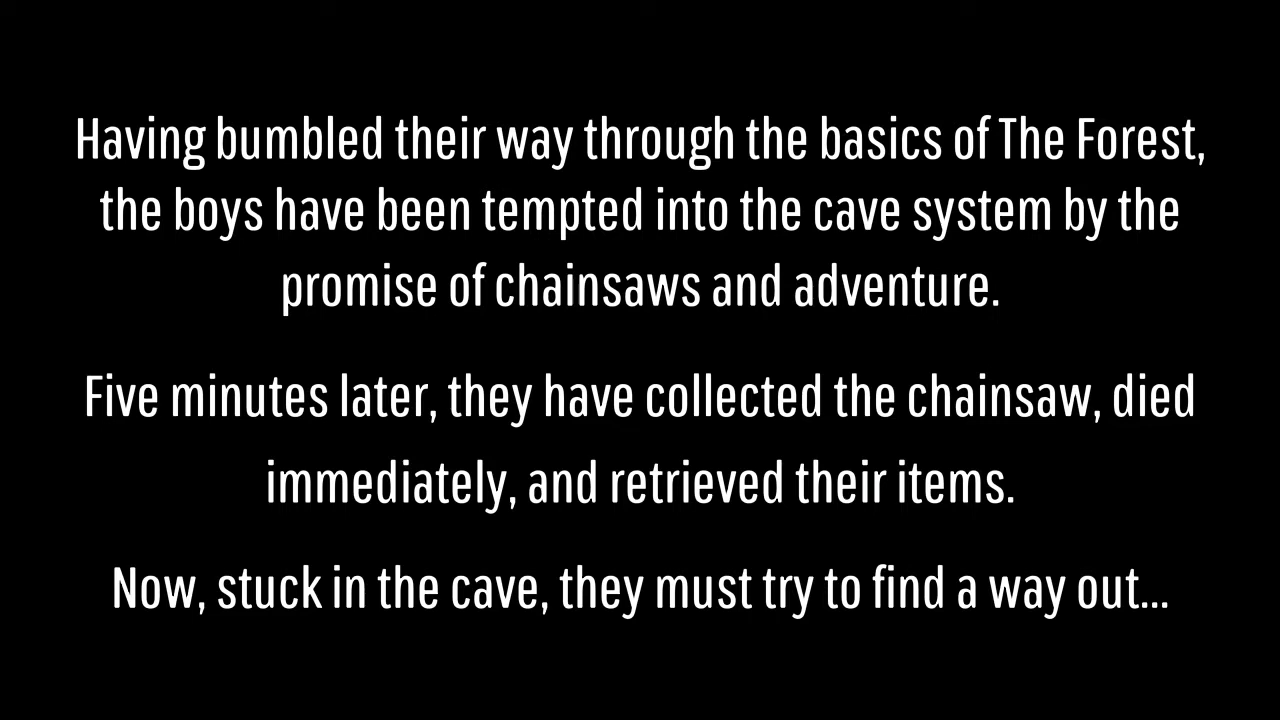 Having bumbled their way through the basics of The Forest,
the boys have been tempted into the cave system by the
promise of chainsaws and adventure.
Five minutes later, they have collected the chainsaw, died
immediately, and retrieved their items.
Now, stuck in the cave, they must try to find a way out...